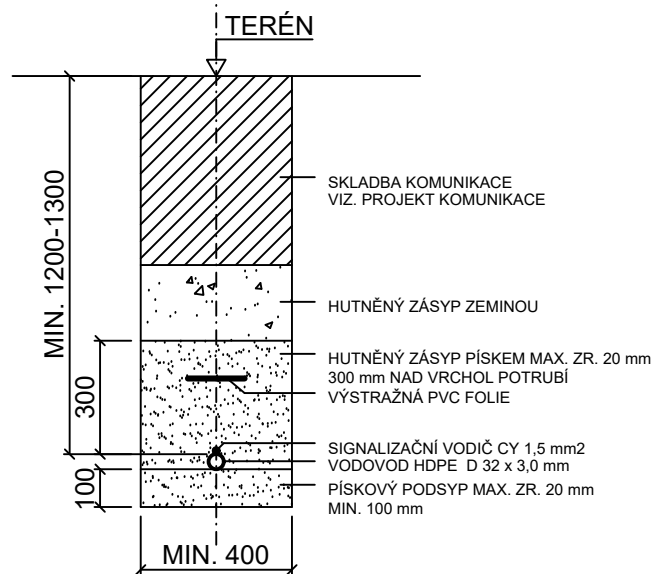 TERÉN
MIN. 1200-1300
SKLADBA KOMUNIKACE
VIZ. PROJEKT KOMUNIKACE
HUTNĚNÝ ZÁSYP ZEMINOU
300
HUTNĚNÝ ZÁSYP PÍSKEM MAX. ZR. 20 mm
300 mm NAD VRCHOL POTRUBÍ
VÝSTRAŽNÁ PVC FOLIE
SIGNALIZAČNÍ VODIČ CY 1,5 mm2
VODOVOD HDPE D 32 x 3,0 mm
100
PÍSKOVÝ PODSYP MAX. ZR. 20 mm
MIN. 100 mm
MIN. 400